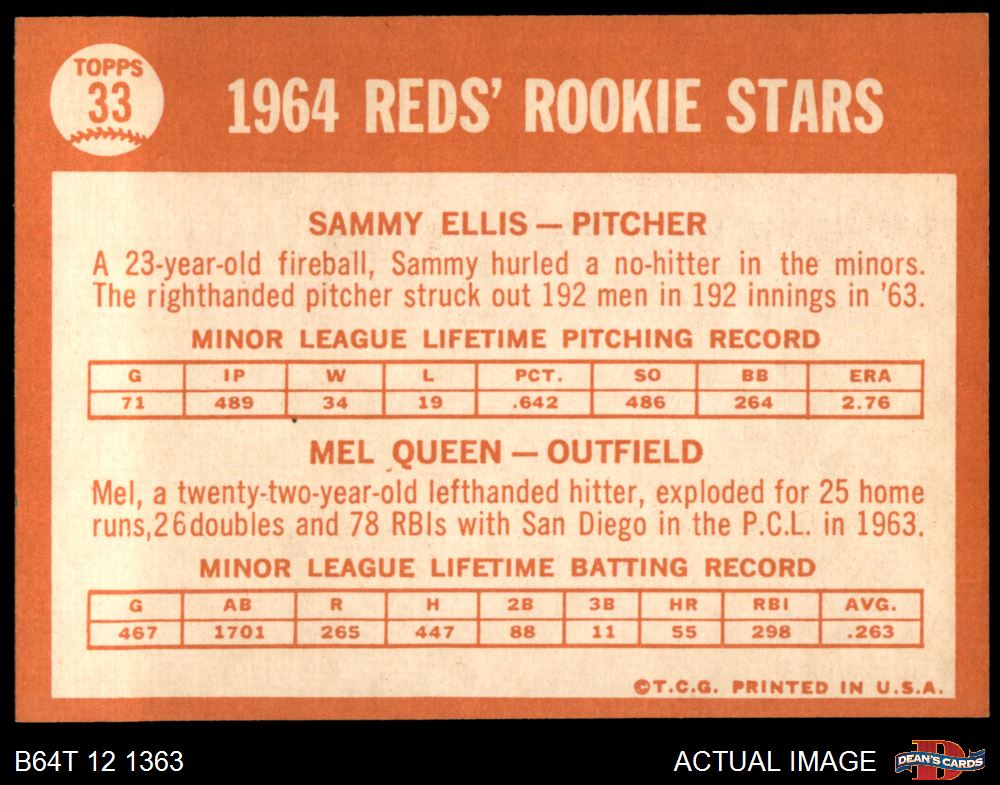 TOPPS
33
1964 REDS' ROOKIE STARS
SAMMY ELLIS — PITCHER
A 23-year-old fireball, Sammy hurled a no-hitter in the minors.
The righthanded pitcher struck out 192 men in 192 innings in '63.
MINOR LEAGUE LIFETIME PITCHING RECORD
G IP W L PCT. SO BB ERA
71 489 34 19 .642 486 264 2.76
MEL QUEEN — OUTFIELD
Mel, a twenty-two-year-old lefthanded hitter, exploded for 25 home
runs,26doubles and 78 RBIs with San Diego in the P.C.L. in 1963.
MINOR LEAGUE LIFETIME BATTING RECORD
G AB R H 2B 3B HR RBI AVG.
467 1701 265 447 88 11 55 298 .263
©T.C.G. PRINTED IN U.S.A.
B64T 12 1363
ACTUAL IMAGE
DEAN'S CARDS